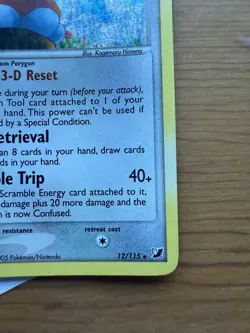 Illus. Kagemaru Himeno
om Porygon
3-D Reset
e during your turn (before your attack),
n Tool card attached to 1 of your
hand. This power can't be used if
d by a Special Condition.
etrieval
an 8 cards in your hand, draw cards
ds in your hand.
ble Trip 40+
Scramble Energy card attached to it,
damage plus 20 more damage and the
n is now Confused.
resistance retreat cost
05 Pokémon/Nintendo 12/115 ★